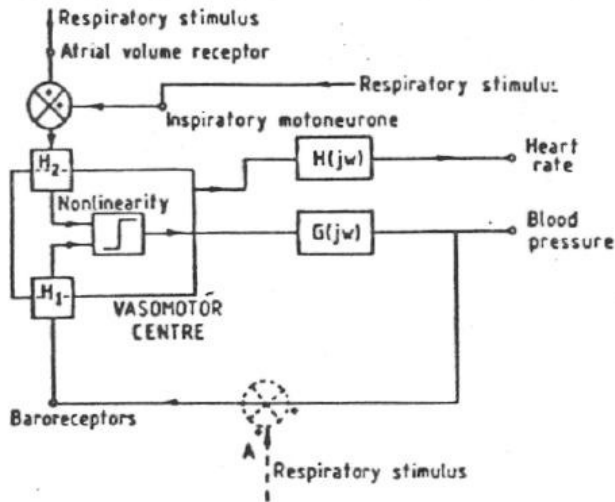 Respiratory stimulus
Atrial volume receptor
Respiratory stimulus
Inspiratory motoneurone
H₂
H(jw)
Heart
rate
Nonlinearity
G(jw)
Blood
pressure
H₁
VASOMOTOR
CENTRE
Baroreceptors
A
Respiratory stimulus